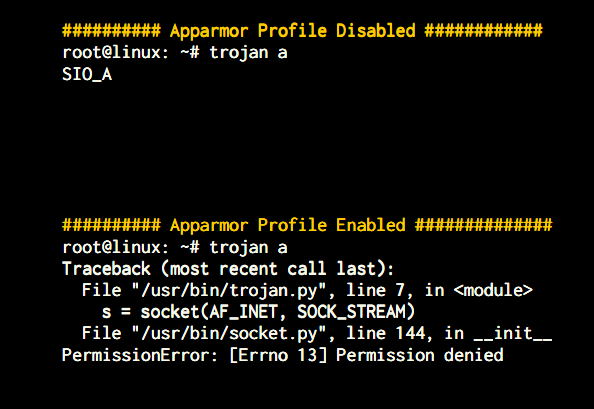 ########## Apparmor Profile Disabled ############
root@linux: ~# trojan a
SIO_A
########## Apparmor Profile Enabled ##############
root@linux: ~# trojan a
Traceback (most recent call last):
  File "/usr/bin/trojan.py", line 7, in <module>
    s = socket(AF_INET, SOCK_STREAM)
  File "/usr/bin/socket.py", line 144, in __init__
PermissionError: [Errno 13] Permission denied